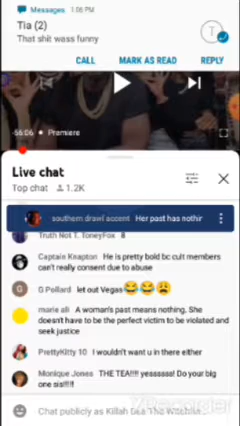 Messages 1:06 PM
Tia (2)
That shit wass funny
T
CALL MARK AS READ REPLY
-56:06 • Premiere
Live chat
Top chat 1.2K
southern drawl accent Her past has nothir
Truth Not T. ToneyFox
Captain Knapton He is pretty bold bc cult members
can't really consent due to abuse
G G Pollard let out Vegas😂😂😩
marie ali A woman's past means nothing. She
doesn't have to be the perfect victim to be violated and
seek justice
PrettyKitty 10 I wouldn't want u in there either
Monique Jones THE TEA!!!! yessssss! Do your big
one sis!!!!!
Chat publicly as Killah Bea The